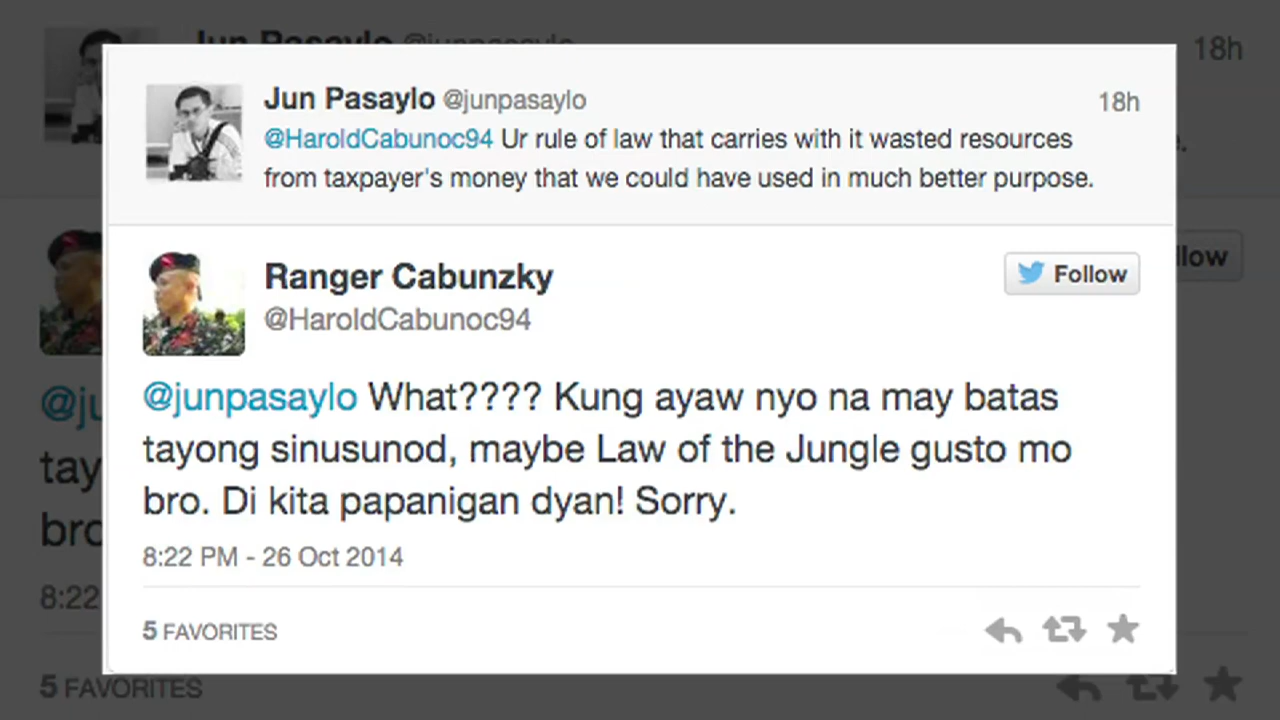 Jun Pasaylo @junpasaylo
18h
18h
Jun Pasaylo @junpasaylo
@HaroldCabunoc94 Ur rule of law that carries with it wasted resources
from taxpayer's money that we could have used in much better purpose.
Ranger Cabunzky
Follow
llow
@HaroldCabunoc94
@ju
@junpasaylo What???? Kung ayaw nyo na may batas
tay
tayong sinusunod, maybe Law of the Jungle gusto mo
bro
bro. Di kita papanigan dyan! Sorry.
8:22 PM - 26 Oct 2014
8:22
5 FAVORITES
5 FAVORITES